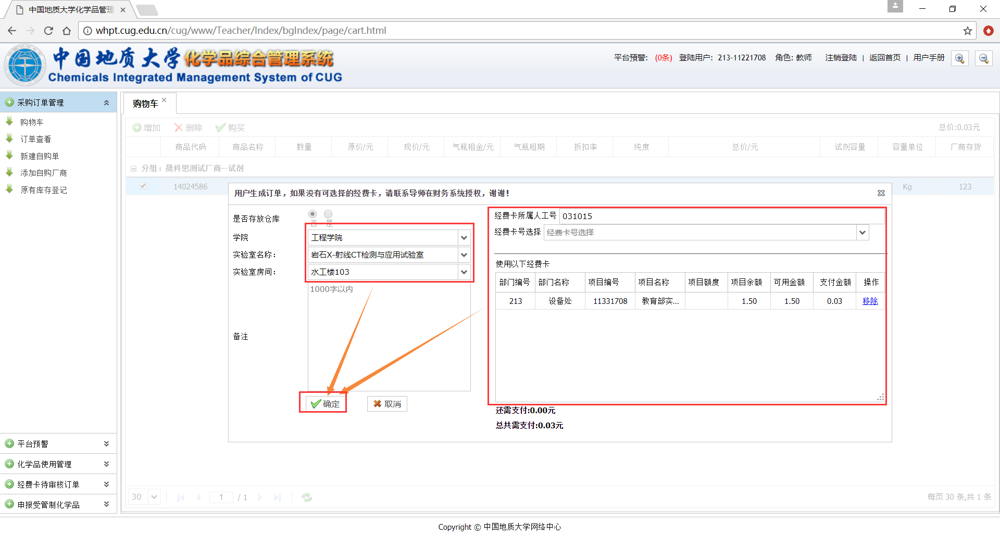 中国地质大学化学品管理
whpt.cug.edu.cn/cug/www/Teacher/Index/bgIndex/page/cart.html
中国地质大学化学品综合管理系统
Chemicals Integrated Management System of CUG
平台预警: (0条) 登陆用户: 213-11221708 角色: 教师 注销登陆 | 返回首页 | 用户手册
采购订单管理
购物车
订单查看
新建自购单
添加自购厂商
原有库存登记
平台预警
化学品使用管理
经费卡待审核订单
申报受管制化学品
购物车
增加 删除 购买 总价:0.03元
商品代码 商品名称 数量 原价/元 现价/元 气瓶租金/元 气瓶租期 折扣率 纯度 总价/元 试剂容量 容量单位 厂商存货
分组：晟科思测试厂商--试剂
14024586 Kg 123
用户生成订单，如果没有可选择的经费卡，请联系导师在财务系统授权，谢谢！
是否存放仓库 否 是
学院 工程学院
实验室名称： 岩石X-射线CT检测与应用试验室
实验室房间： 水工楼103
备注 1000字以内
确定 取消
经费卡所属人工号 031015
经费卡号选择 经费卡号选择
使用以下经费卡
部门编号 部门名称 项目编号 项目名称 项目额度 项目余额 可用金额 支付金额 操作
213 设备处 11331708 教育部实... 1.50 1.50 0.03 移除
还需支付:0.00元
总共需支付:0.03元
30 1 / 1 每页 30 条,共 1 条
Copyright © 中国地质大学网络中心